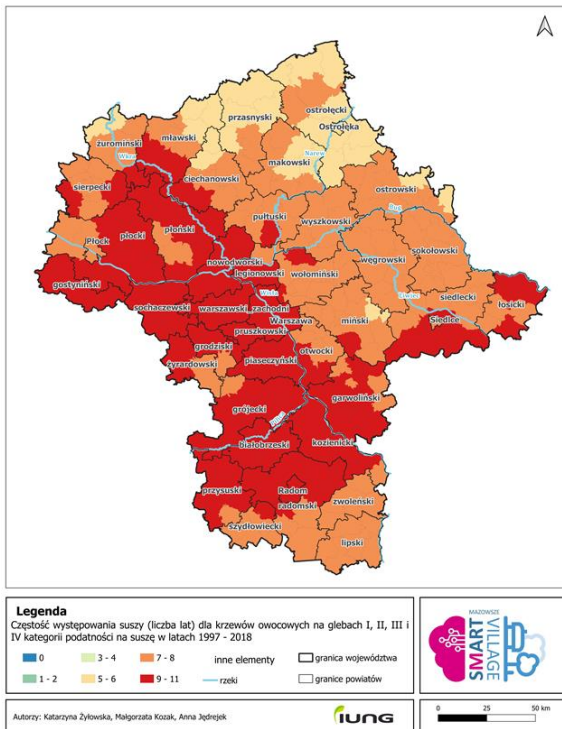 ostrołęcki
przasnyski
Ostrołęka
mławski
żuromiński
Narew
Wkra
makowski
ciechanowski
sierpecki
ostrowski
pułtuski
wyszkowski
Bug
płocki
płoński
Płock
sokołowski
nowodworski
węgrowski
legionowski
wołomiński
gostyniński
siedlecki
Wisła
Liwiec
łosicki
sochaczewski
warszawski zachodni
Siedlce
Warszawa
miński
pruszkowski
grodziski
otwocki
żyrardowski
piaseczyński
garwoliński
grójecki
Pilica
białobrzeski
kozienicki
przysuski
Radom
radomski
zwoleński
szydłowiecki
lipski
Legenda
Częstość występowania suszy (liczba lat) dla krzewów owocowych na glebach I, II, III i
IV kategorii podatności na suszę w latach 1997 - 2018
0
3 - 4
7 - 8
inne elementy
granica województwa
1 - 2
5 - 6
9 - 11
rzeki
granice powiatów
MAZOWSZE
SMART
VILLAGE
Autorzy: Katarzyna Żyłowska, Małgorzata Kozak, Anna Jędrejek
IUNG
0 25 50 km